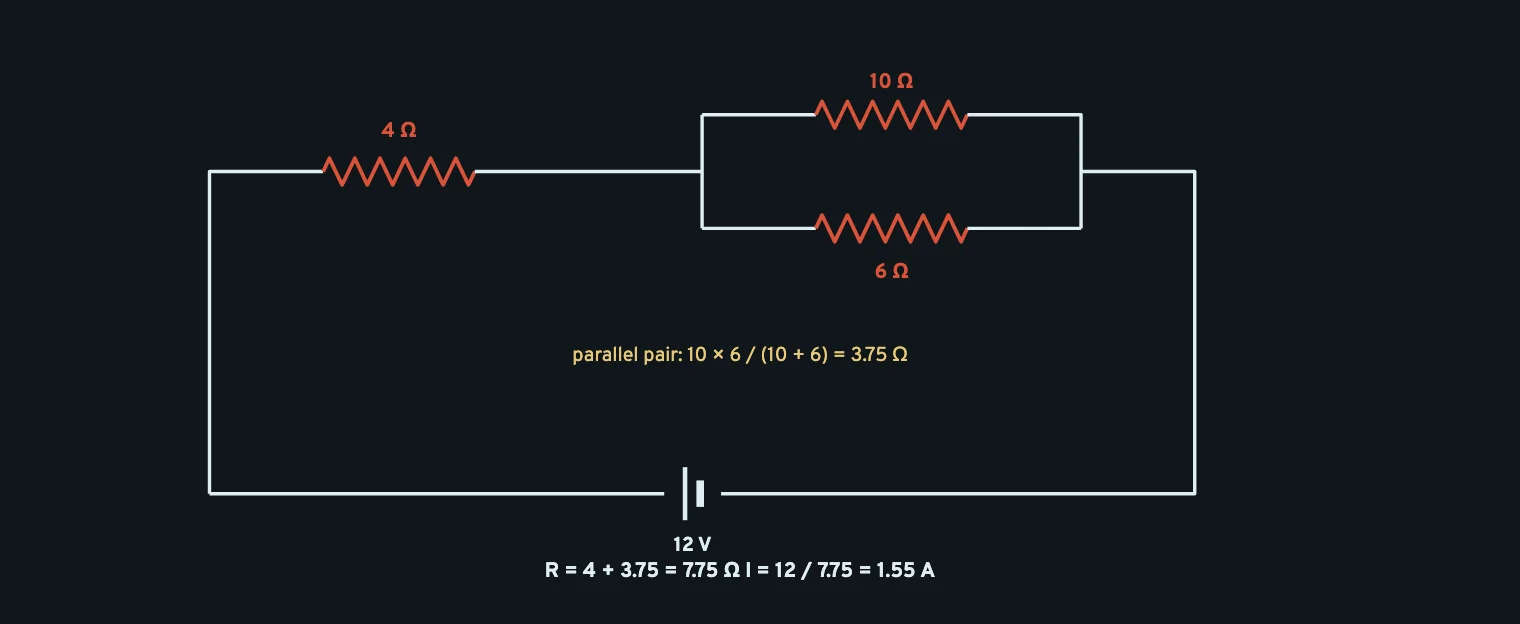 10 Ω
4 Ω
6 Ω
parallel pair: 10 × 6 / (10 + 6) = 3.75 Ω
12 V
R = 4 + 3.75 = 7.75 Ω I = 12 / 7.75 = 1.55 A